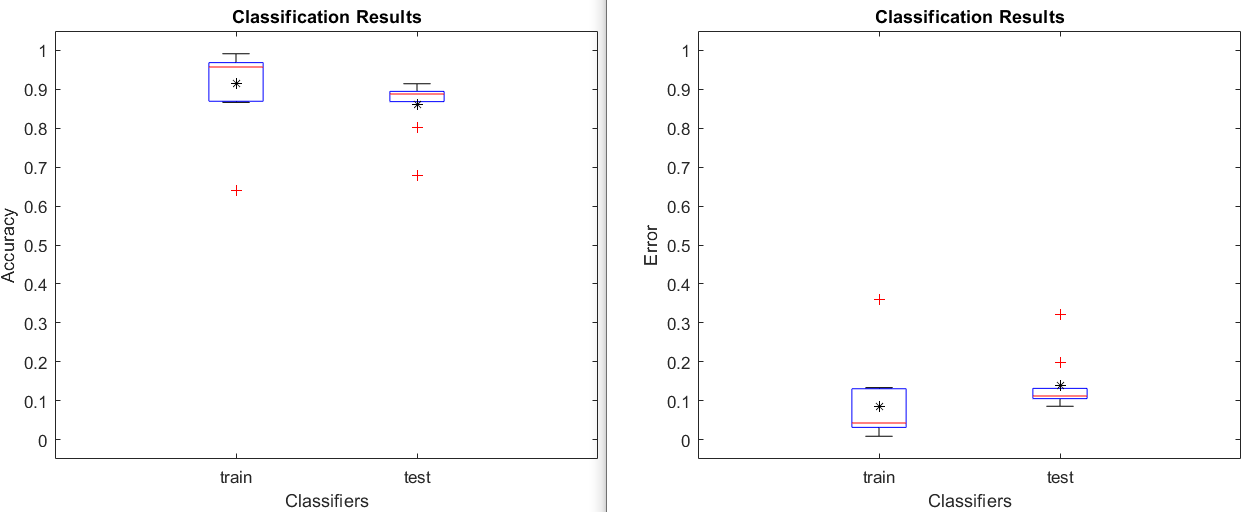 Classification Results
Accuracy
1
0.9
0.8
0.7
0.6
0.5
0.4
0.3
0.2
0.1
0
train test
Classifiers
Classification Results
Error
1
0.9
0.8
0.7
0.6
0.5
0.4
0.3
0.2
0.1
0
train test
Classifiers